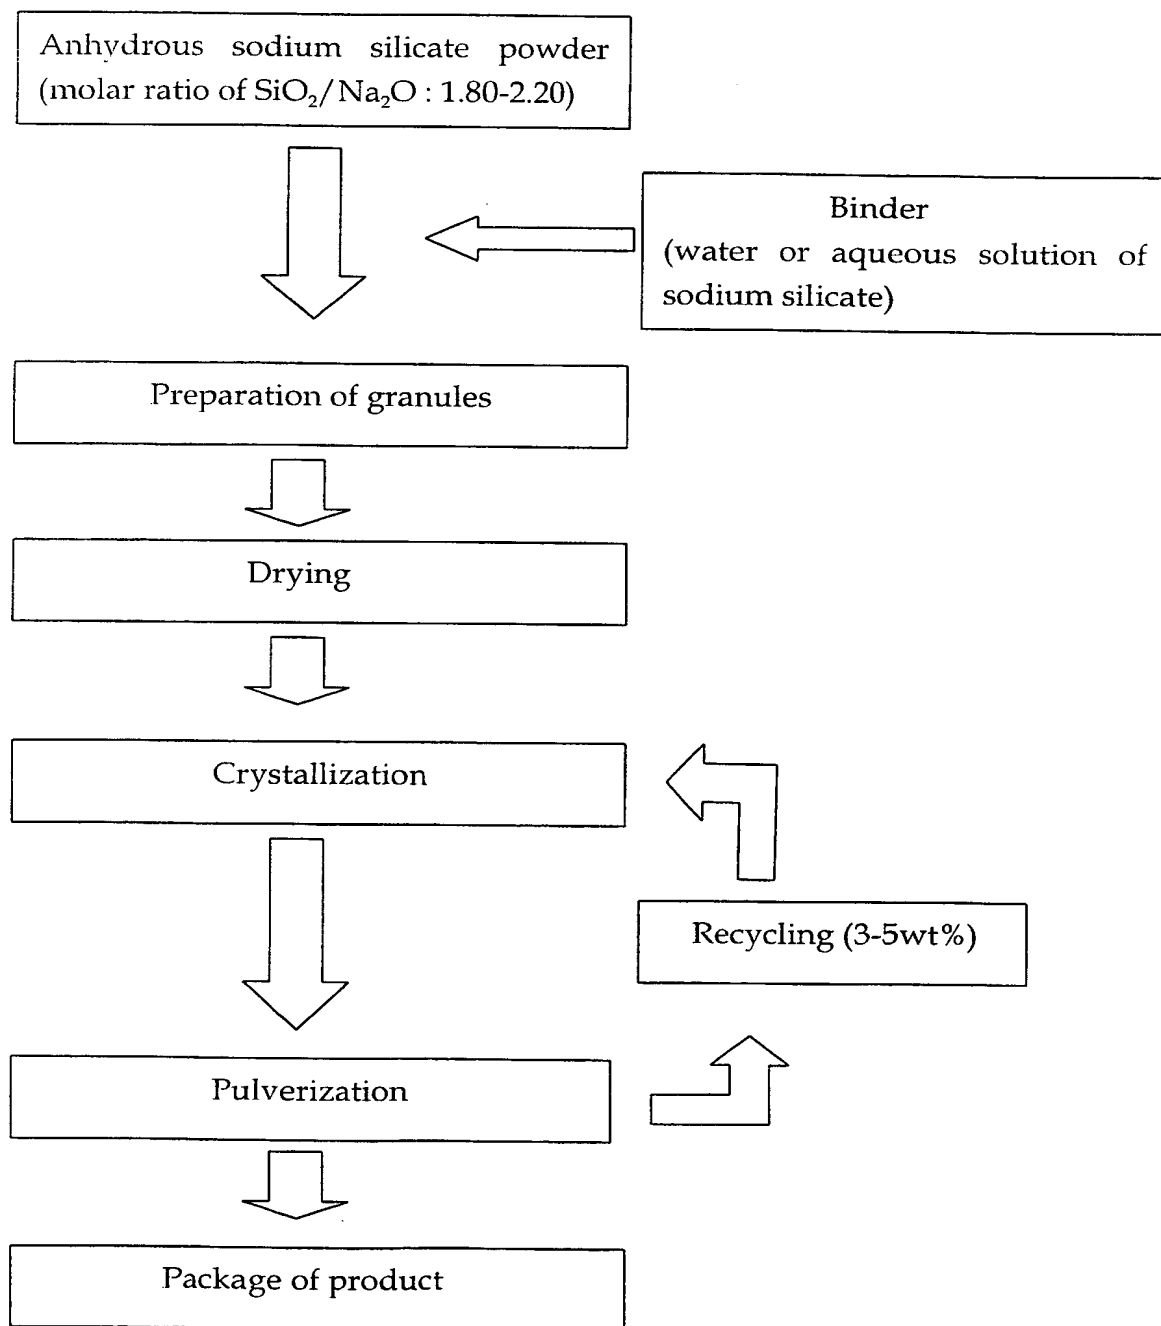 Anhydrous sodium silicate powder
(molar ratio of SiO₂/Na₂O : 1.80-2.20)
Binder
(water or aqueous solution of
sodium silicate)
Preparation of granules
Drying
Crystallization
Recycling (3-5wt%)
Pulverization
Package of product